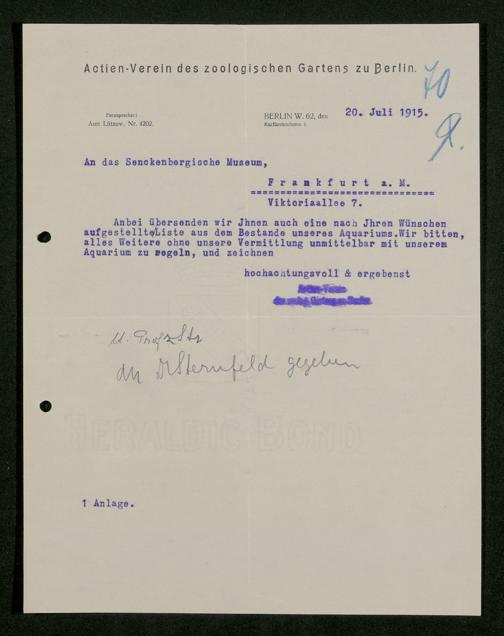 Actien-Verein des zoologischen Gartens zu Berlin.
70
Fernsprecher:
Amt Lützow, Nr. 4202.
BERLIN W. 62, den 20. Juli 1915.
Kurfürstendamm
An das Senckenbergische Museum,
Frankfurt a. M.
Viktoriaallee 7.
Anbei übersenden wir Jhnen auch eine nach Jhren Wünschen
aufgestellte Liste aus dem Bestande unseres Aquariums.Wir bitten,
alles Weitere ohne unsere Vermittlung unmittelbar mit unserem
Aquarium zu regeln, und zeichnen
hochachtungsvoll & ergebenst
Actien-Verein
des zoolog. Gartens zu Berlin.
an Dr Sternfeld gegeben
HERALDIC BOND
1 Anlage.